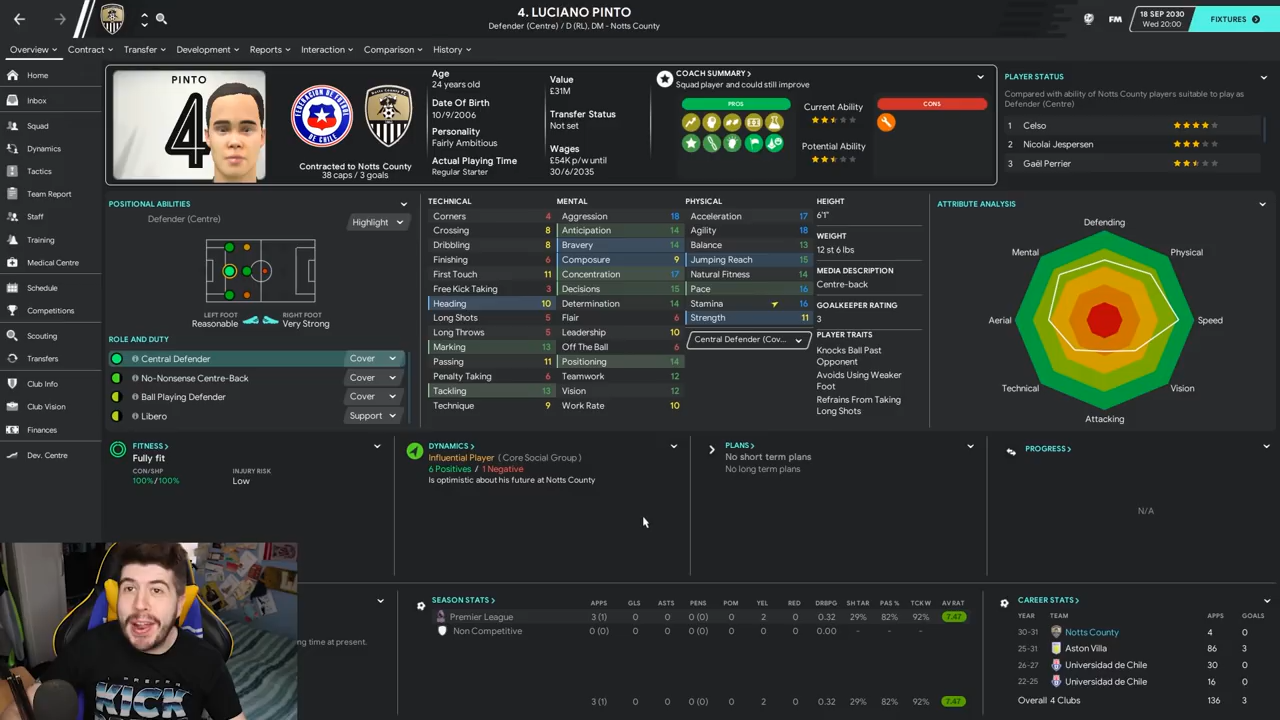 4. LUCIANO PINTO
Defender (Centre) / D (RL), DM - Notts County
FM
18 SEP 2030
Wed 20:00
FIXTURES
Overview
Contract
Transfer
Development
Reports
Interaction
Comparison
History
Home
Inbox
Squad
Dynamics
Tactics
Team Report
Staff
Training
Medical Centre
Schedule
Competitions
Scouting
Transfers
Club Info
Club Vision
Finances
Dev. Centre
PINTO
4
FEDERACION DE FUTBOL
DE CHILE
Contracted to Notts County
38 caps / 3 goals
Age
24 years old
Date Of Birth
10/9/2006
Personality
Fairly Ambitious
Actual Playing Time
Regular Starter
Value
£31M
Transfer Status
Not set
Wages
£54K p/w until
30/6/2035
COACH SUMMARY >
Squad player and could still improve
PROS
Current Ability
Potential Ability
CONS
PLAYER STATUS
Compared with ability of Notts County players suitable to play as
Defender (Centre)
1 Celso
2 Nicolai Jespersen
3 Gaël Perrier
POSITIONAL ABILITIES
Defender (Centre)
Highlight
LEFT FOOT
Reasonable
RIGHT FOOT
Very Strong
ROLE AND DUTY
Central Defender Cover
No-Nonsense Centre-Back Cover
Ball Playing Defender Cover
Libero Support
TECHNICAL
Corners 4
Crossing 8
Dribbling 8
Finishing 6
First Touch 11
Free Kick Taking 3
Heading 10
Long Shots 5
Long Throws 5
Marking 13
Passing 11
Penalty Taking 6
Tackling 13
Technique 9
MENTAL
Aggression 18
Anticipation 14
Bravery 14
Composure 9
Concentration 17
Decisions 15
Determination 14
Flair 6
Leadership 10
Off The Ball 6
Positioning 14
Teamwork 12
Vision 12
Work Rate 10
PHYSICAL
Acceleration 17
Agility 18
Balance 13
Jumping Reach 15
Natural Fitness 14
Pace 16
Stamina 16
Strength 11
Central Defender (Cov...
HEIGHT
6'1"
WEIGHT
12 st 6 lbs
MEDIA DESCRIPTION
Centre-back
GOALKEEPER RATING
3
PLAYER TRAITS
Knocks Ball Past
Opponent
Avoids Using Weaker
Foot
Refrains From Taking
Long Shots
ATTRIBUTE ANALYSIS
Defending
Physical
Speed
Vision
Attacking
Technical
Aerial
Mental
FITNESS >
Fully fit
CON/SHP
100%/100%
INJURY RISK
Low
DYNAMICS >
Influential Player ( Core Social Group )
6 Positives / 1 Negative
Is optimistic about his future at Notts County
PLANS >
No short term plans
No long term plans
PROGRESS >
N/A
ng time at present.
KICK
SEASON STATS > APPS GLS ASTS PENS POM YEL RED DRBPG SH TAR PAS % TCK W AV RAT
Premier League 3 (1) 0 0 0 (0) 0 2 0 0.32 29% 82% 92% 7.47
Non Competitive 0 (0) 0 0 0 (0) 0 0 0 0.00 - - - -
3 (1) 0 0 0 (0) 0 2 0 0.32 29% 82% 92% 7.47
CAREER STATS >
YEAR TEAM APPS GOALS
30-31 Notts County 4 0
25-31 Aston Villa 86 3
26-27 Universidad de Chile 30 0
22-25 Universidad de Chile 16 0
Overall 4 Clubs 136 3